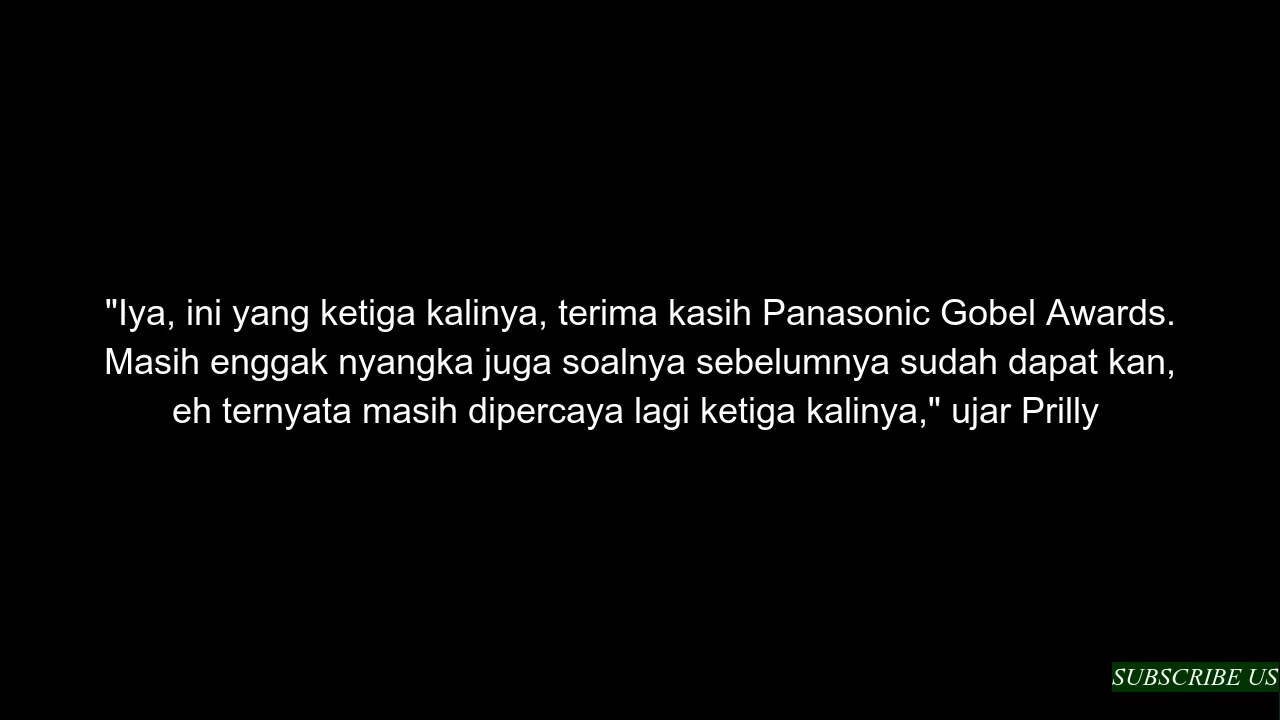 "Iya, ini yang ketiga kalinya, terima kasih Panasonic Gobel Awards.
Masih enggak nyangka juga soalnya sebelumnya sudah dapat kan,
eh ternyata masih dipercaya lagi ketiga kalinya," ujar Prilly
SUBSCRIBE US